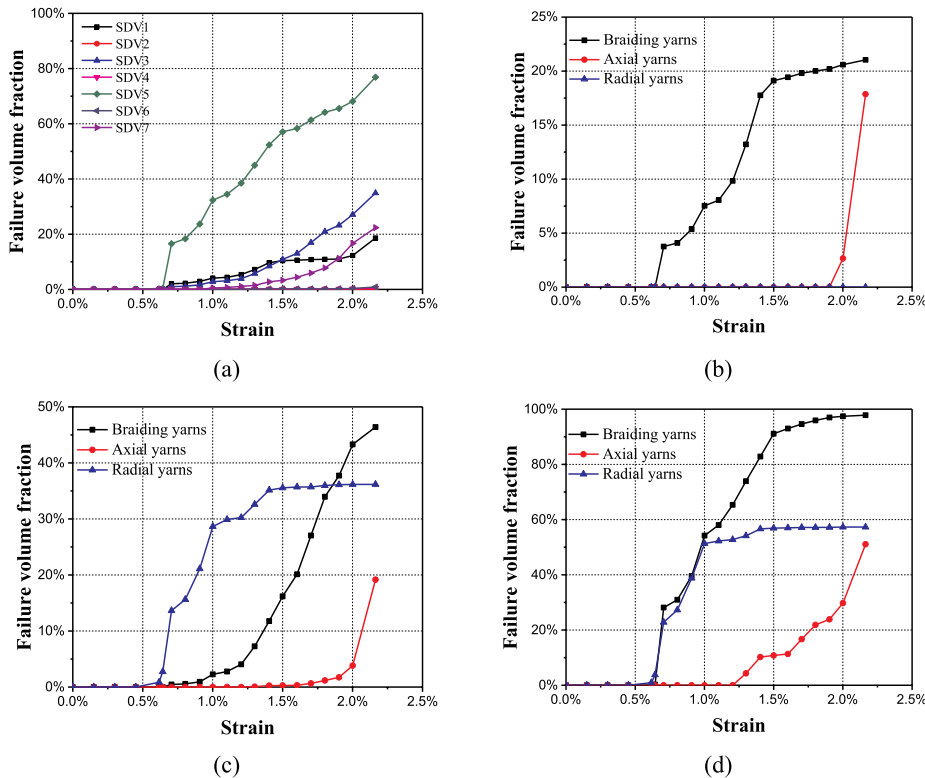 100%
80%
60%
40%
20%
0%
Failure volume fraction
SDV1
SDV2
SDV3
SDV4
SDV5
SDV6
SDV7
0.0% 0.5% 1.0% 1.5% 2.0% 2.5%
Strain
(a)
25%
20%
15%
10%
5%
0%
Failure volume fraction
Braiding yarns
Axial yarns
Radial yarns
0.0% 0.5% 1.0% 1.5% 2.0% 2.5%
Strain
(b)
50%
40%
30%
20%
10%
0%
Failure volume fraction
Braiding yarns
Axial yarns
Radial yarns
0.0% 0.5% 1.0% 1.5% 2.0% 2.5%
Strain
(c)
100%
80%
60%
40%
20%
0%
Failure volume fraction
Braiding yarns
Axial yarns
Radial yarns
0.0% 0.5% 1.0% 1.5% 2.0% 2.5%
Strain
(d)